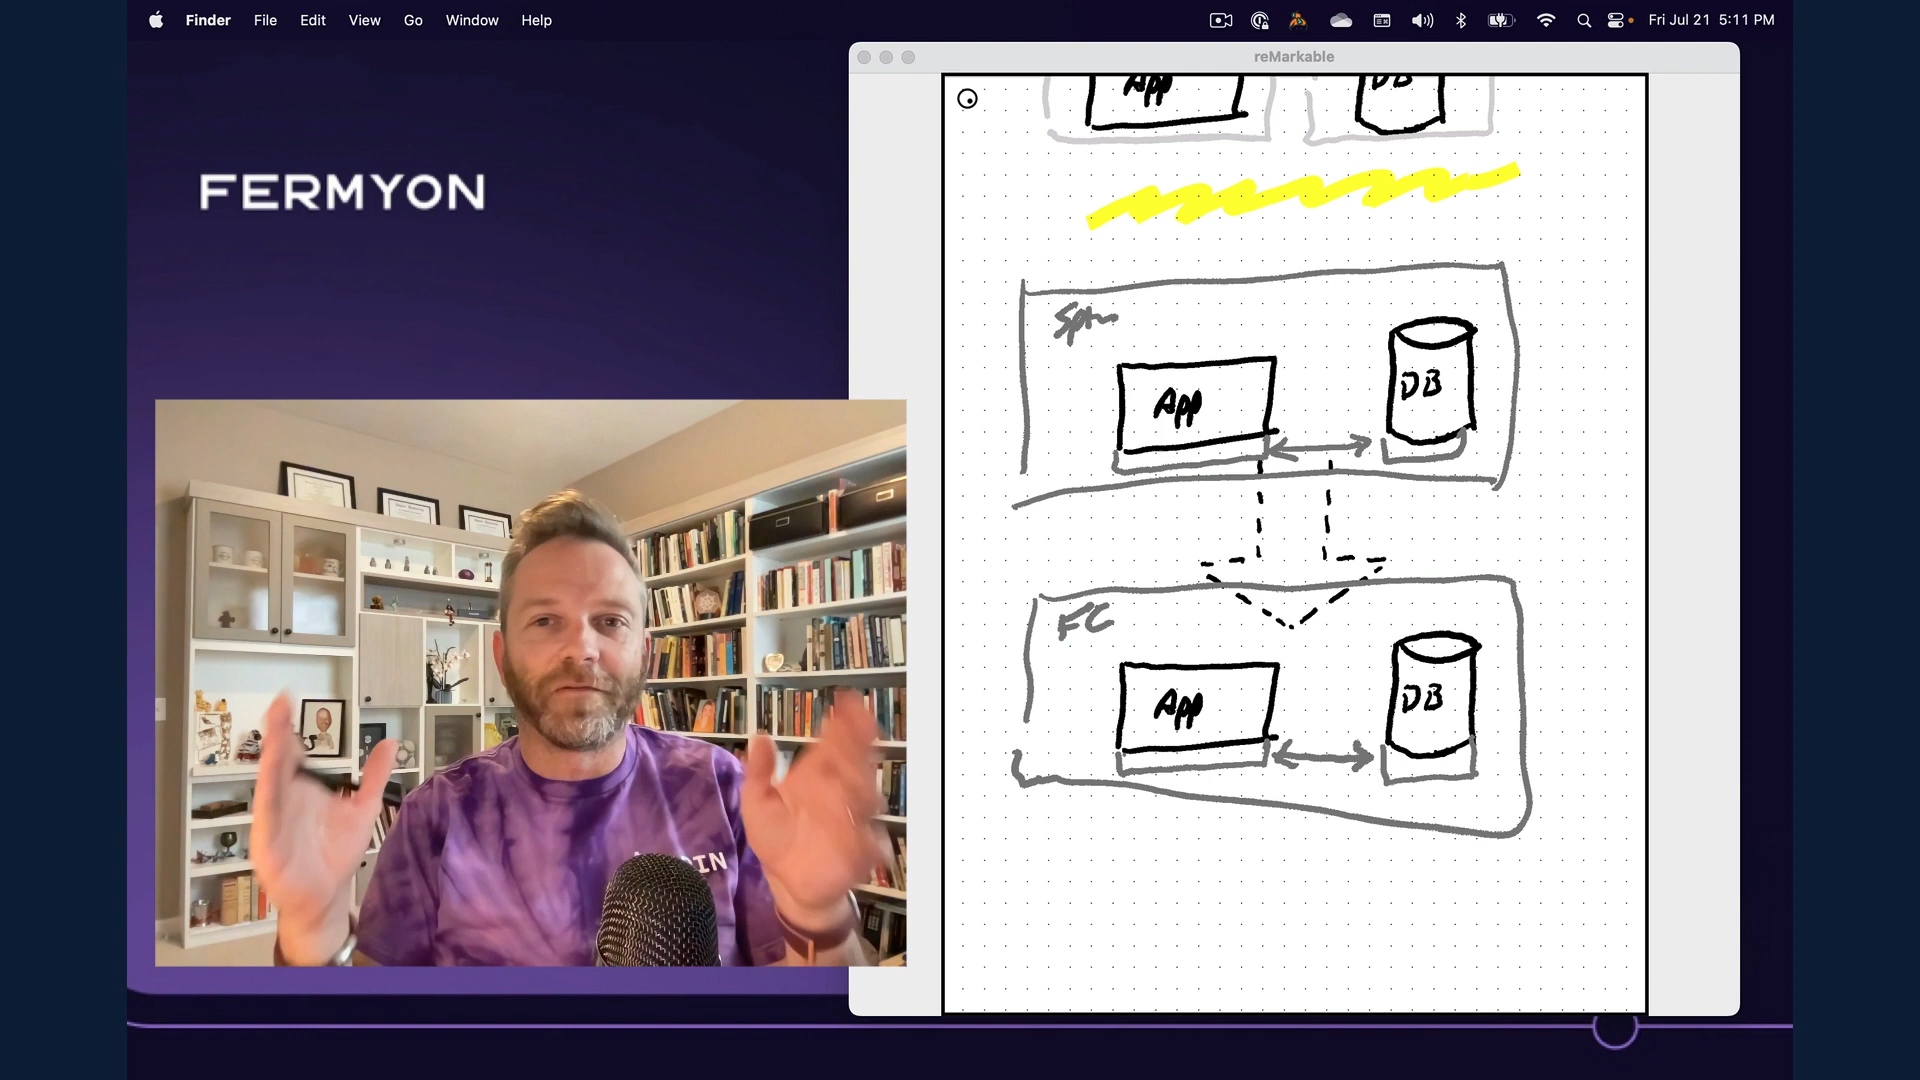 Finder File Edit View Go Window Help
Fri Jul 21 5:11 PM
reMarkable
FERMYON
App
DB
App
DB
FC
App
DB